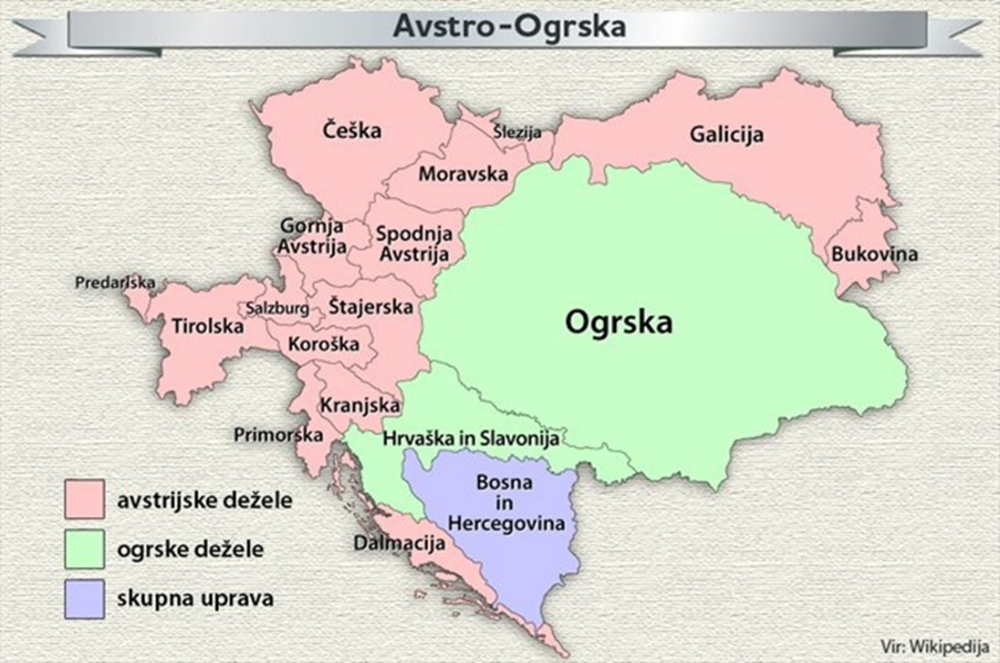 Avstro-Ogrska
Češka
Šlezija
Galicija
Moravska
Gornja
Avstrija
Spodnja
Avstrija
Bukovina
Predarlska
Salzburg
Štajerska
Tirolska
Koroška
Ogrska
Kranjska
Primorska
Hrvaška in Slavonija
Bosna
in
Hercegovina
Dalmacija
avstrijske dežele
ogrske dežele
skupna uprava
Vir: Wikipedija